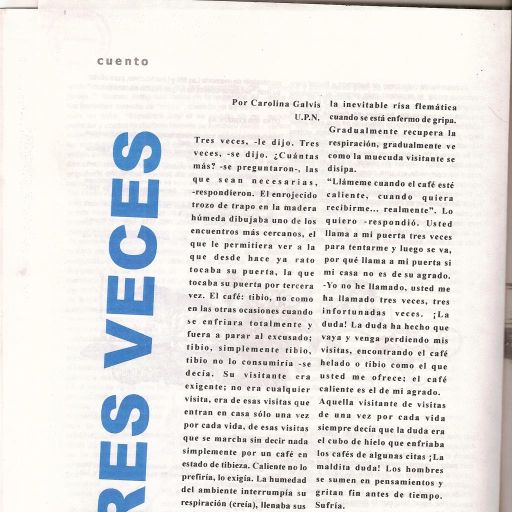 cuento
RES VECES
Por Carolina Galvis
U.P.N.
Tres veces, -le dijo. Tres
veces, -se dijo. ¿Cuántas
más? -se preguntaron-, las
que sean necesarias,
-respondieron. El enrojecido
trozo de trapo en la madera
húmeda dibujaba uno de los
encuentros más cercanos, el
que le permitiera ver a la
que desde hace ya rato
tocaba su puerta, la que
tocaba su puerta por tercera
vez. El café: tibio, no como
en las otras ocasiones cuando
se enfriara totalmente y
fuera a parar al excusado;
tibio, simplemente tibio,
tibio no lo consumiría -se
decía. Su visitante era
exigente; no era cualquier
visita, era de esas visitas que
entran en casa sólo una vez
por cada vida, de esas visitas
que se marcha sin decir nada
simplemente por un café en
estado de tibieza. Caliente no lo
prefiría, lo exigía. La humedad
del ambiente interrumpía su
respiración (creía), llenaba sus
la inevitable risa flemática
cuando se está enfermo de gripa.
Gradualmente recupera la
respiración, gradualmente ve
como la muecuda visitante se
disipa.
“Llámeme cuando el café esté
caliente, cuando quiera
recibirme... realmente”. Lo
quiero -respondió. Usted
llama a mi puerta tres veces
para tentarme y luego se va,
por qué llama a mi puerta si
mi casa no es de su agrado.
-Yo no he llamado, usted me
ha llamado tres veces, tres
infortunadas veces. ¡La
duda! La duda ha hecho que
vaya y venga perdiendo mis
visitas, encontrando el café
helado o tibio como el que
usted me ofrece; el café
caliente es el de mi agrado.
Aquella visitante de visitas
de una vez por cada vida
siempre decía que la duda era
el cubo de hielo que enfriaba
los cafés de algunas citas ¡La
maldita duda! Los hombres
se sumen en pensamientos y
gritan fin antes de tiempo.
Sufría.